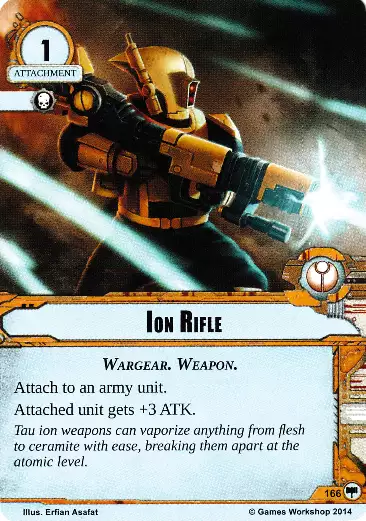 1
ATTACHMENT
ION RIFLE
WARGEAR. WEAPON.
Attach to an army unit.
Attached unit gets +3 ATK.
Tau ion weapons can vaporize anything from flesh
to ceramite with ease, breaking them apart at the
atomic level.
166
Illus. Erfian Asafat
© Games Workshop 2014